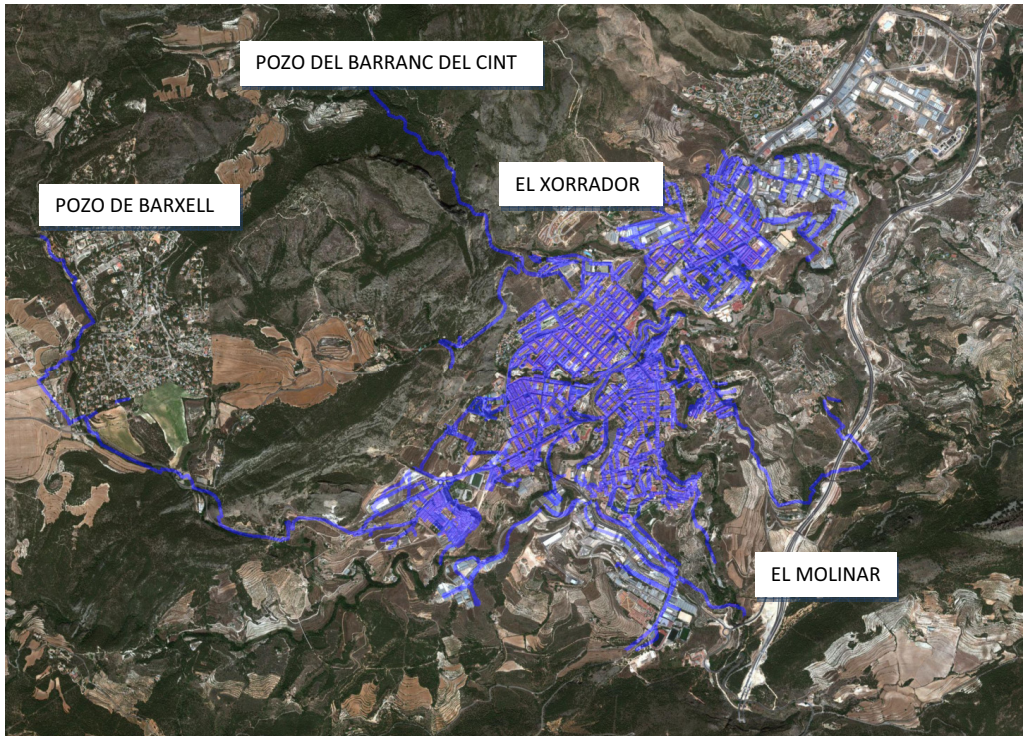 POZO DEL BARRANC DEL CINT
EL XORRADOR
POZO DE BARXELL
EL MOLINAR